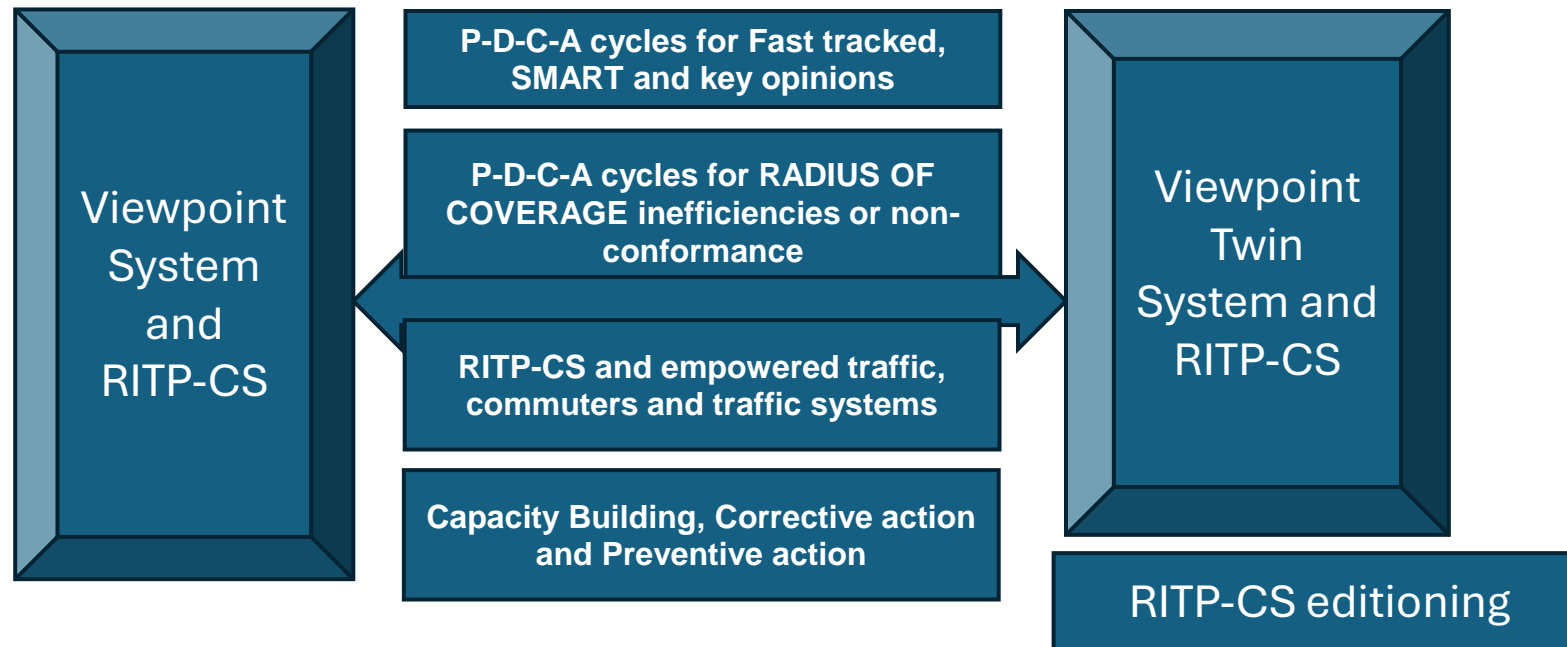 Viewpoint
System
and
RITP-CS
P-D-C-A cycles for Fast tracked,
SMART and key opinions
P-D-C-A cycles for RADIUS OF
COVERAGE inefficiencies or non-
conformance
RITP-CS and empowered traffic,
commuters and traffic systems
Capacity Building, Corrective action
and Preventive action
Viewpoint
Twin
System and
RITP-CS
RITP-CS editioning